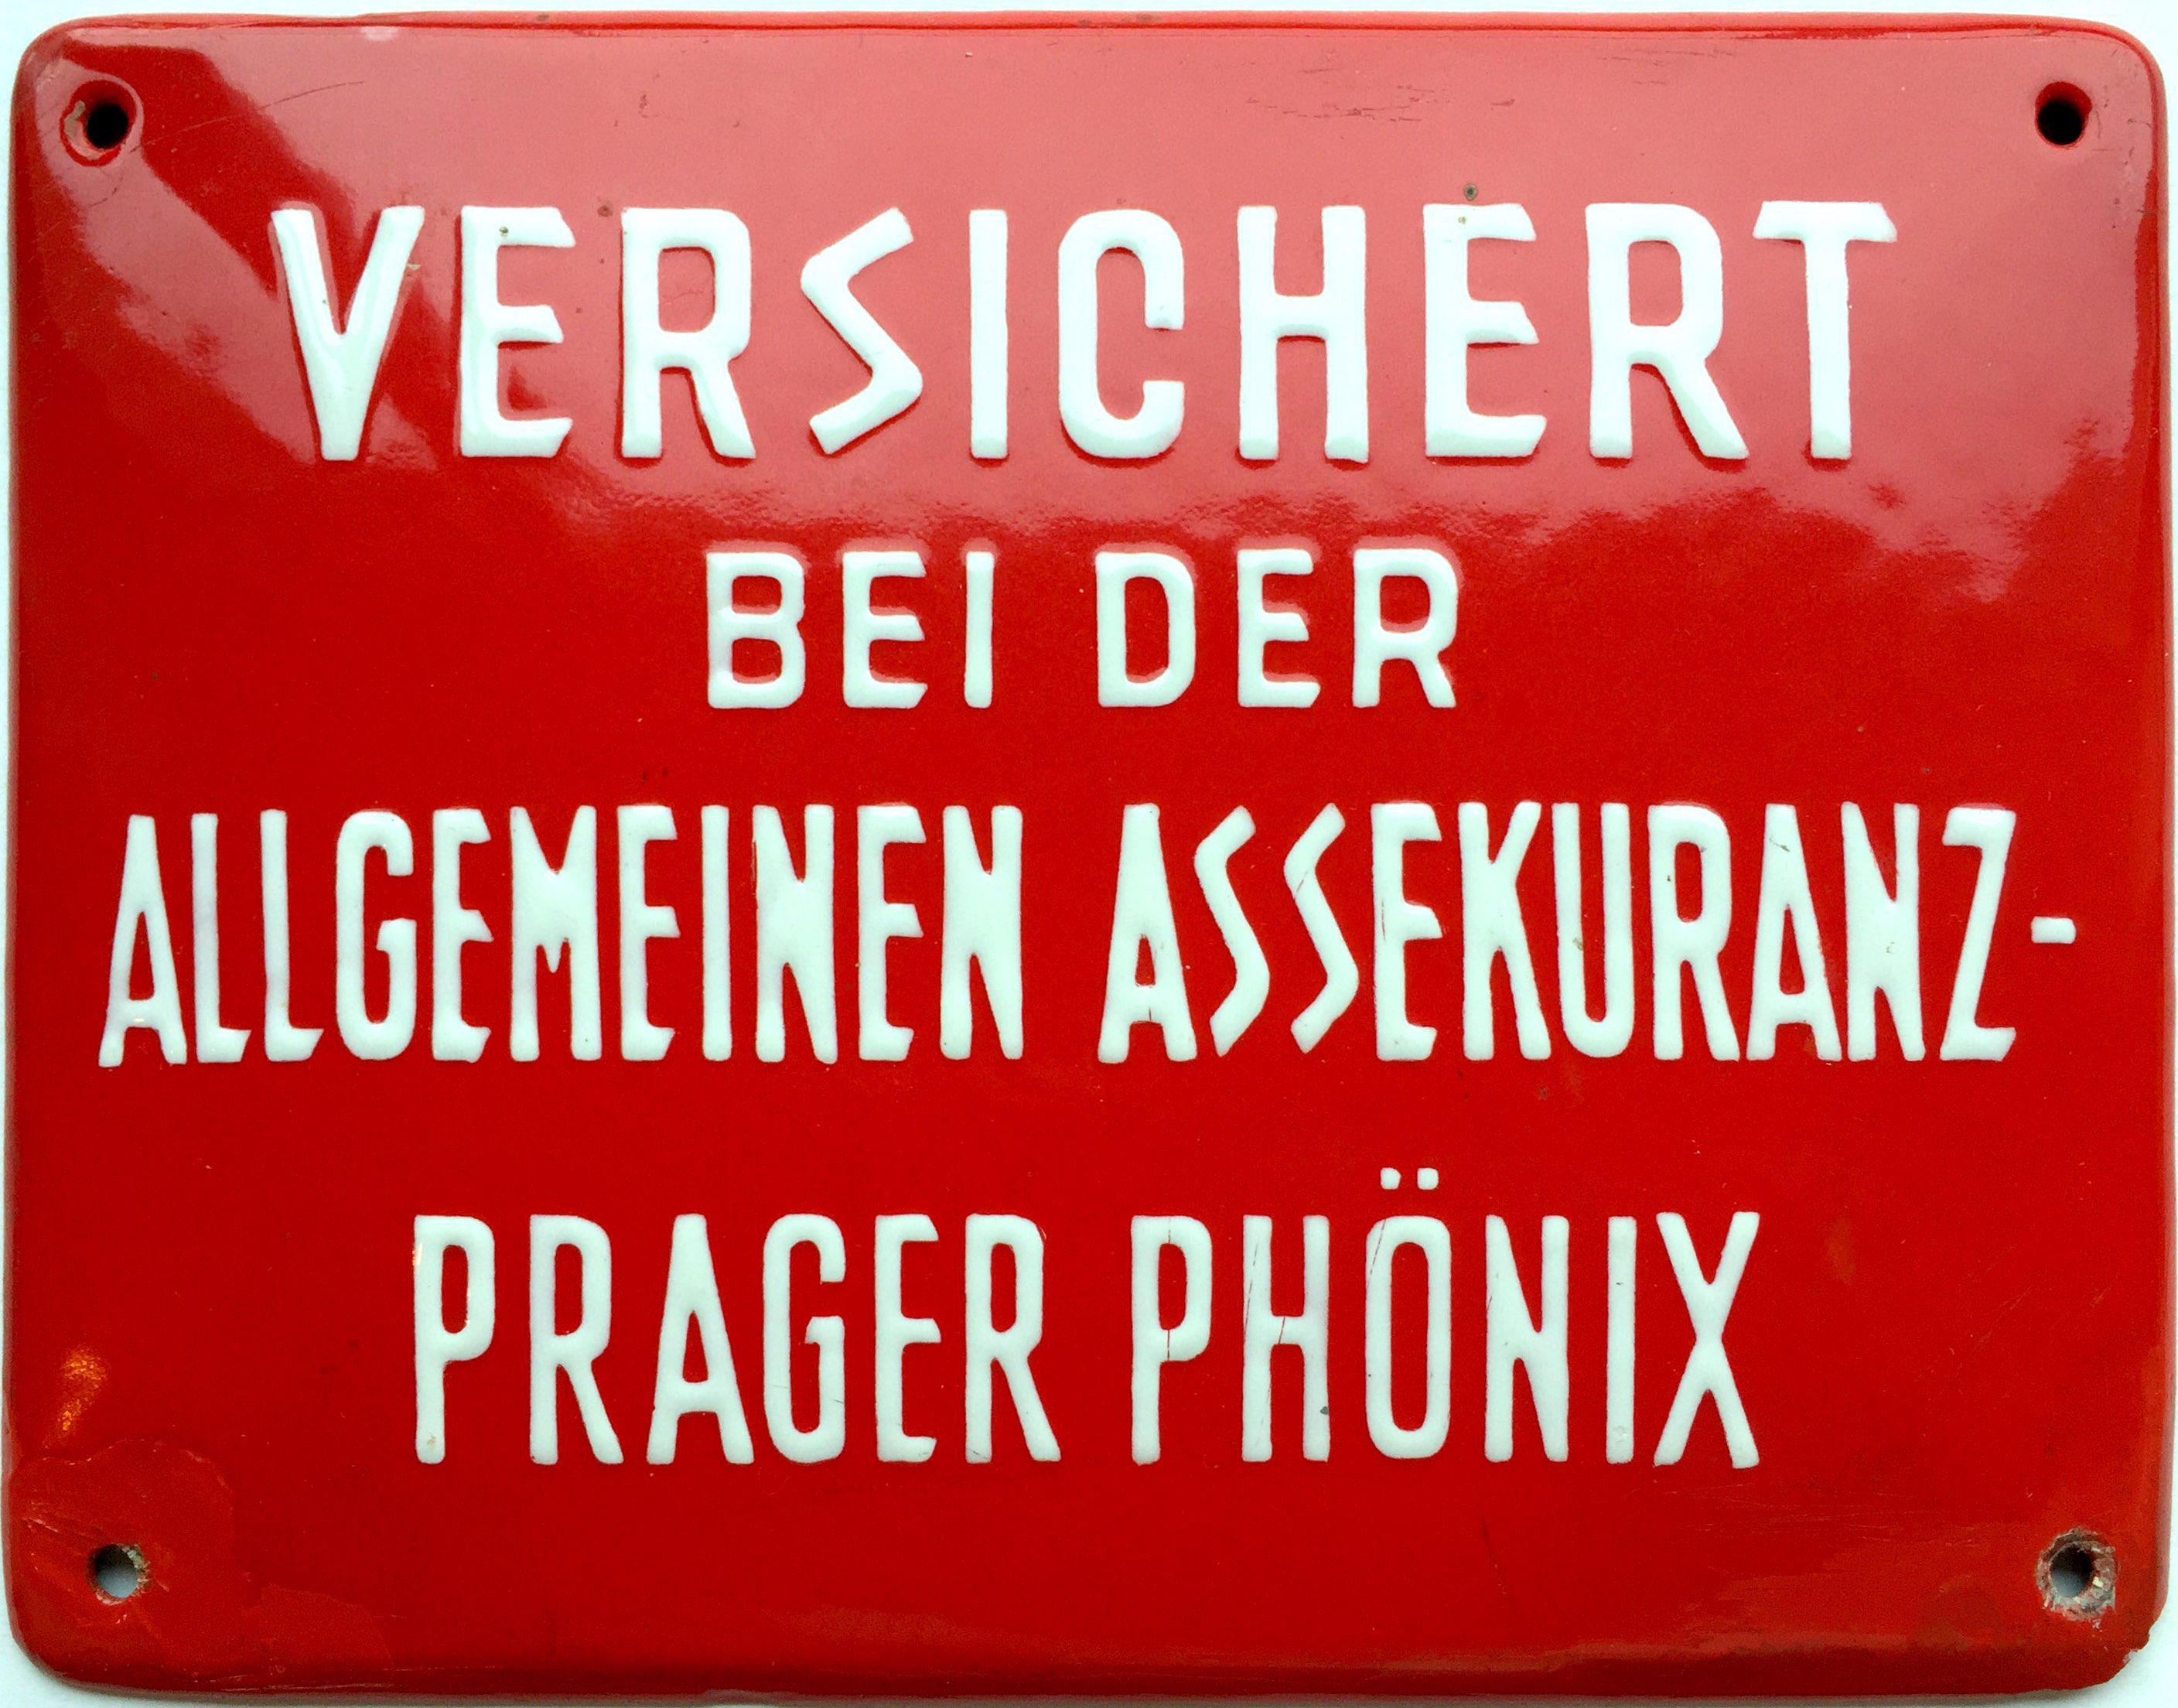 VERSICHERT
BEI DER
ALLGEMEINEN ASSEKURANZ-
PRAGER PHÖNIX